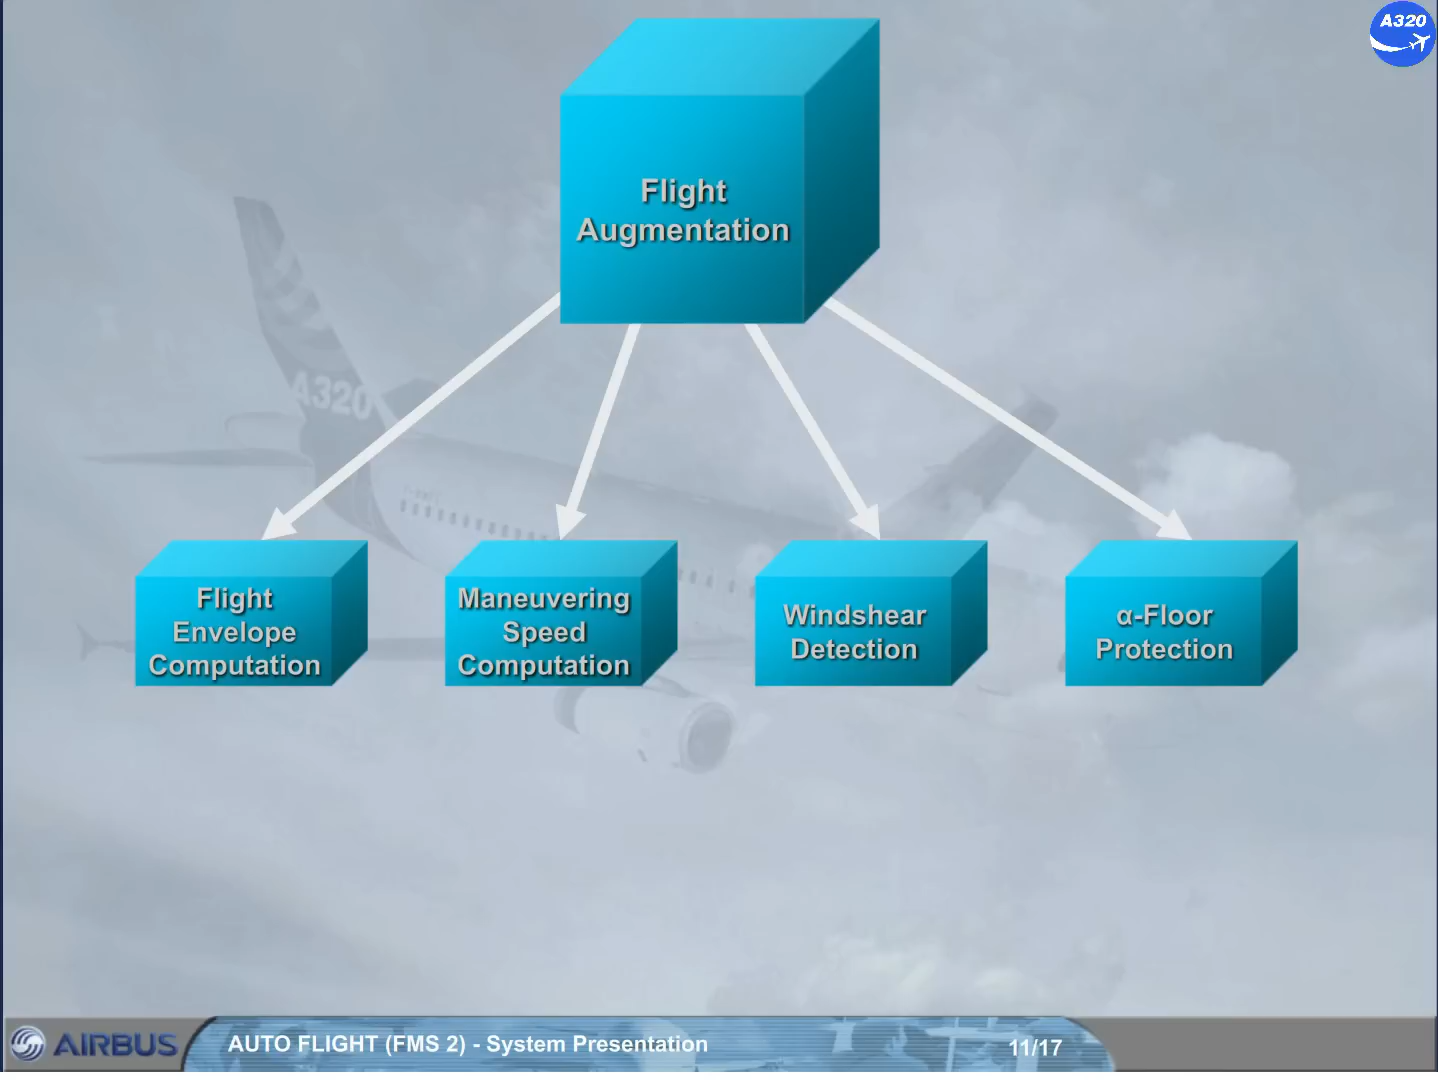 A320
Flight
Augmentation
A320
Flight
Envelope
Computation
Maneuvering
Speed
Computation
Windshear
Detection
α-Floor
Protection
AIRBUS
AUTO FLIGHT (FMS 2) - System Presentation
11/17